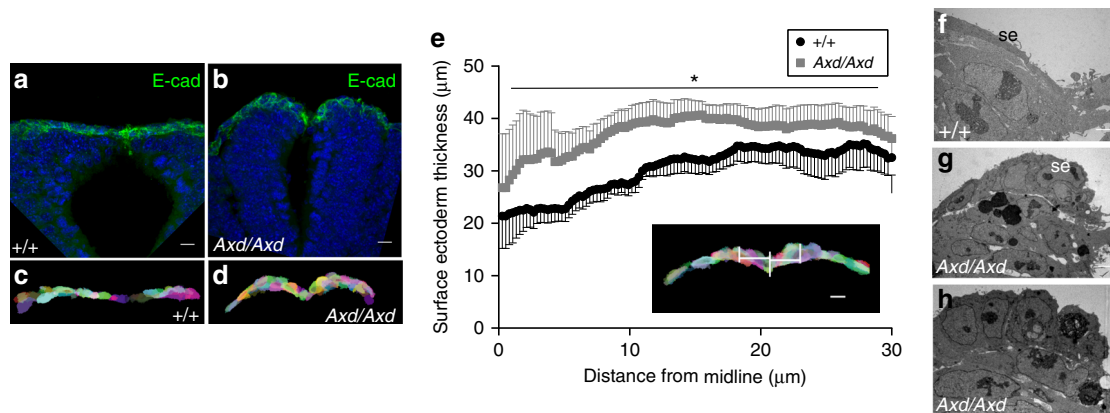 a
E-cad
+/+
b
E-cad
Axd/Axd
c
+/+
d
Axd/Axd
e
+/+
Axd/Axd
*
Surface ectoderm thickness (μm)
60
50
40
30
20
10
0
0
10
20
30
Distance from midline (μm)
f
se
+/+
g
se
Axd/Axd
h
Axd/Axd